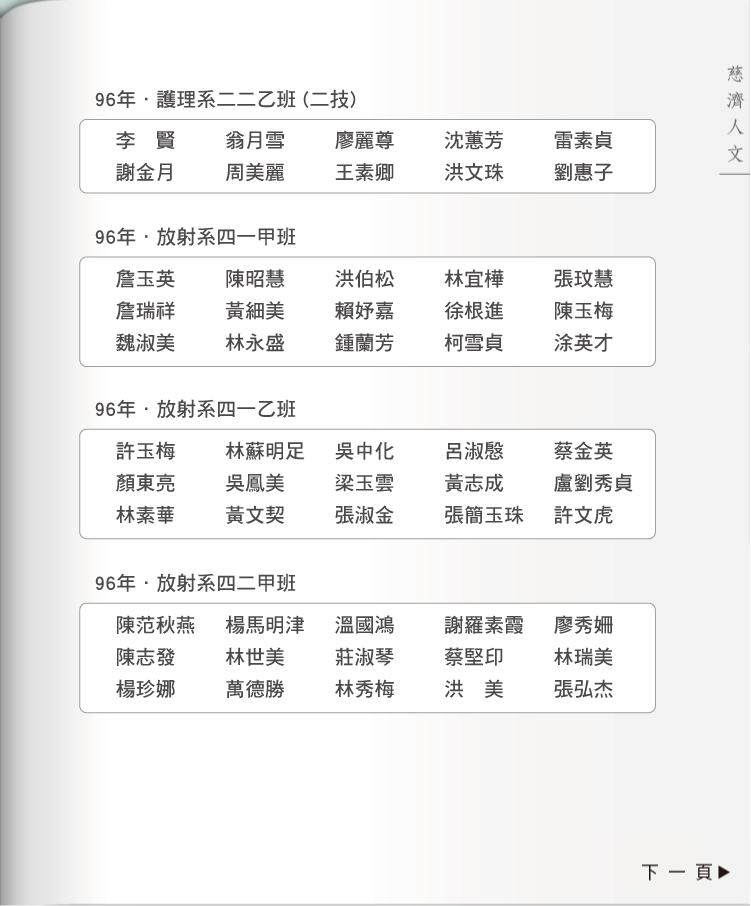 慈濟人文
96年・護理系二二乙班(二技)
李　賢　翁月雪　廖麗尊　沈蕙芳　雷素貞
謝金月　周美麗　王素卿　洪文珠　劉惠子
96年・放射系四一甲班
詹玉英　陳昭慧　洪伯松　林宜樺　張玟慧
詹瑞祥　黃細美　賴妤嘉　徐根進　陳玉梅
魏淑美　林永盛　鍾蘭芳　柯雪貞　涂英才
96年・放射系四一乙班
許玉梅　林蘇明足　吳中化　呂淑慇　蔡金英
顏東亮　吳鳳美　梁玉雲　黃志成　盧劉秀貞
林素華　黃文契　張淑金　張簡玉珠　許文虎
96年・放射系四二甲班
陳范秋燕　楊馬明津　溫國鴻　謝羅素霞　廖秀姍
陳志發　林世美　莊淑琴　蔡堅印　林瑞美
楊珍娜　萬德勝　林秀梅　洪　美　張弘杰
下一頁▶